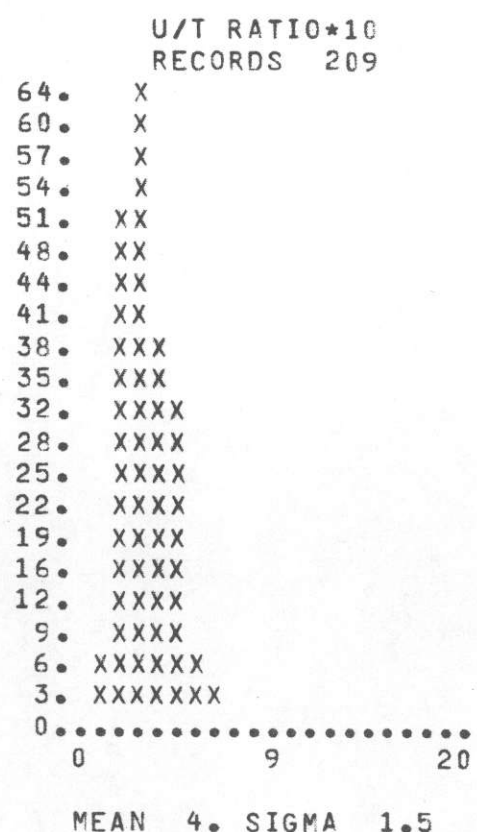 U/T RATIO*10
RECORDS 209
64. X
60. X
57. X
54. X
51. XX
48. XX
44. XX
41. XX
38. XXX
35. XXX
32. XXXX
28. XXXX
25. XXXX
22. XXXX
19. XXXX
16. XXXX
12. XXXX
9. XXXX
6. XXXXXX
3. XXXXXXX
0.......................
0 9 20
MEAN 4. SIGMA 1.5